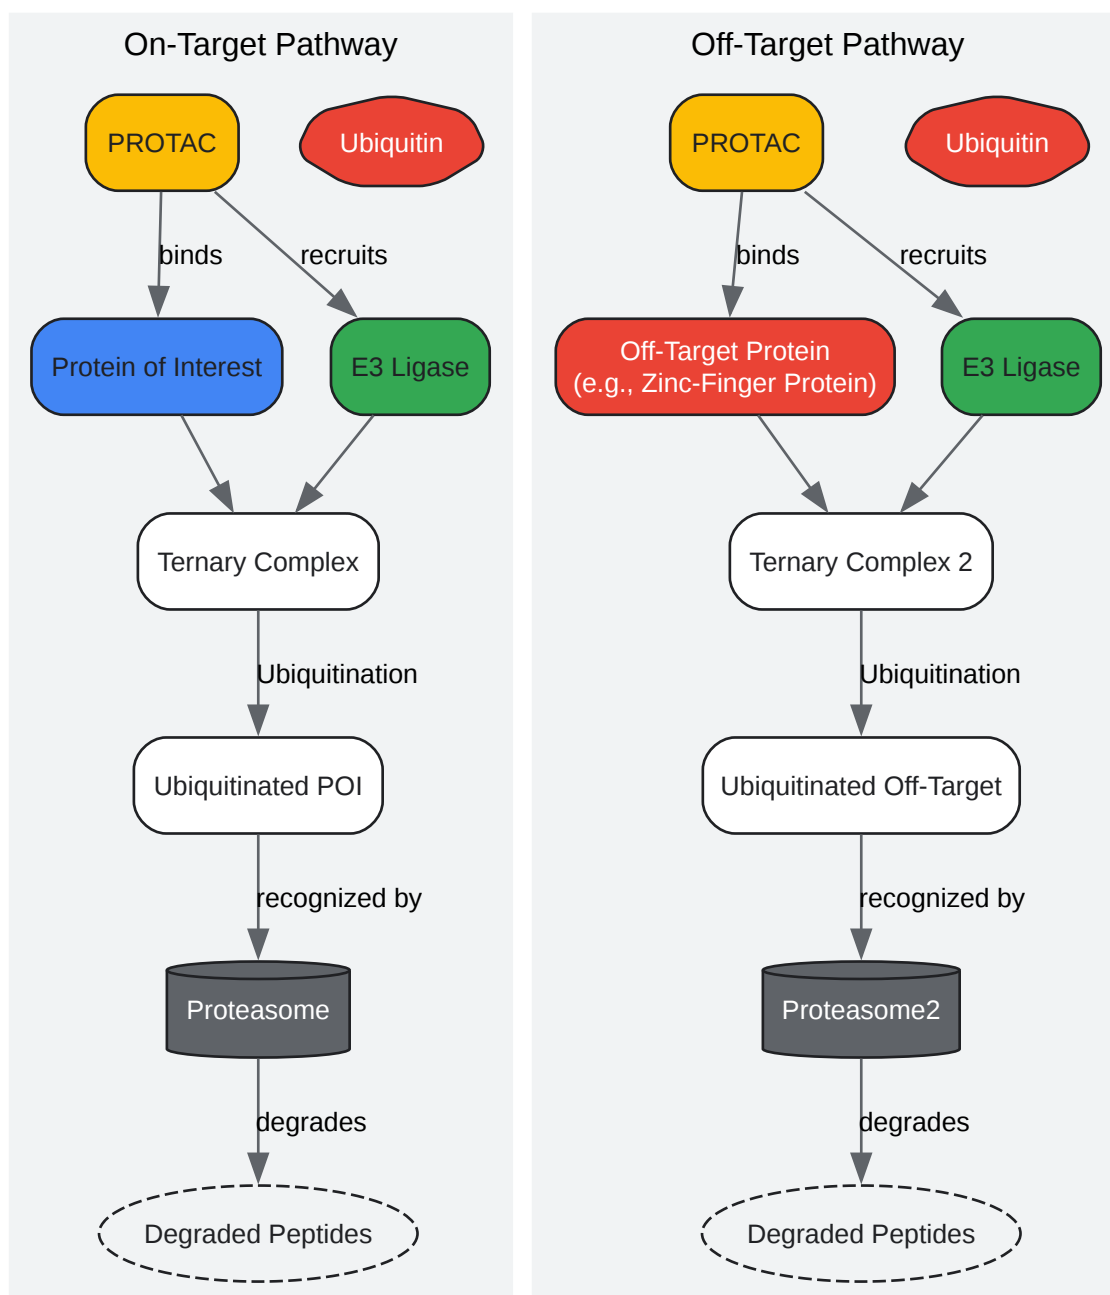 On-Target Pathway
PROTAC
Ubiquitin
binds
recruits
Protein of Interest
E3 Ligase
Ternary Complex
Ubiquitination
Ubiquitinated POI
recognized by
Proteasome
degrades
Degraded Peptides
Off-Target Pathway
PROTAC
Ubiquitin
binds
recruits
Off-Target Protein
(e.g., Zinc-Finger Protein)
E3 Ligase
Ternary Complex 2
Ubiquitination
Ubiquitinated Off-Target
recognized by
Proteasome2
degrades
Degraded Peptides